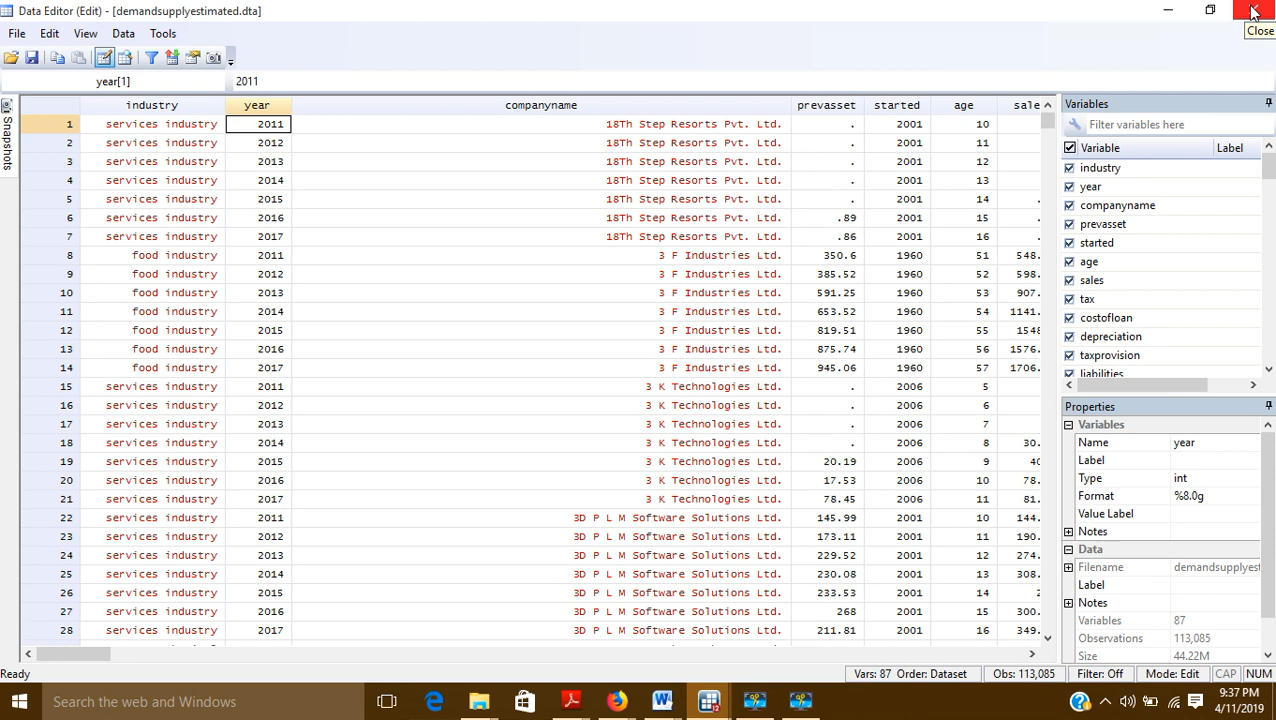 Data Editor (Edit) - [demandsupplyestimated.dta]
Close
File Edit View Data Tools
year[1] 2011
Snapshots
industry year companyname prevasset started age sale
1 services industry 2011 18Th Step Resorts Pvt. Ltd. . 2001 10
2 services industry 2012 18Th Step Resorts Pvt. Ltd. . 2001 11
3 services industry 2013 18Th Step Resorts Pvt. Ltd. . 2001 12
4 services industry 2014 18Th Step Resorts Pvt. Ltd. . 2001 13
5 services industry 2015 18Th Step Resorts Pvt. Ltd. . 2001 14 .
6 services industry 2016 18Th Step Resorts Pvt. Ltd. .89 2001 15 .
7 services industry 2017 18Th Step Resorts Pvt. Ltd. .86 2001 16 .
8 food industry 2011 3 F Industries Ltd. 350.6 1960 51 548.
9 food industry 2012 3 F Industries Ltd. 385.52 1960 52 598.
10 food industry 2013 3 F Industries Ltd. 591.25 1960 53 907.
11 food industry 2014 3 F Industries Ltd. 653.52 1960 54 1141.
12 food industry 2015 3 F Industries Ltd. 819.51 1960 55 1548
13 food industry 2016 3 F Industries Ltd. 875.74 1960 56 1576.
14 food industry 2017 3 F Industries Ltd. 945.06 1960 57 1706.
15 services industry 2011 3 K Technologies Ltd. . 2006 5
16 services industry 2012 3 K Technologies Ltd. . 2006 6
17 services industry 2013 3 K Technologies Ltd. . 2006 7
18 services industry 2014 3 K Technologies Ltd. . 2006 8 30.
19 services industry 2015 3 K Technologies Ltd. 20.19 2006 9 40
20 services industry 2016 3 K Technologies Ltd. 17.53 2006 10 78.
21 services industry 2017 3 K Technologies Ltd. 78.45 2006 11 81.
22 services industry 2011 3D P L M Software Solutions Ltd. 145.99 2001 10 144.
23 services industry 2012 3D P L M Software Solutions Ltd. 173.11 2001 11 190.
24 services industry 2013 3D P L M Software Solutions Ltd. 229.52 2001 12 274.
25 services industry 2014 3D P L M Software Solutions Ltd. 230.08 2001 13 308.
26 services industry 2015 3D P L M Software Solutions Ltd. 233.53 2001 14 2
27 services industry 2016 3D P L M Software Solutions Ltd. 268 2001 15 300.
28 services industry 2017 3D P L M Software Solutions Ltd. 211.81 2001 16 349.
Variables
Filter variables here
Variable Label
industry
year
companyname
prevasset
started
age
sales
tax
costofloan
depreciation
taxprovision
liabilities
Properties
Variables
Name year
Label
Type int
Format %8.0g
Value Label
Notes
Data
Filename demandsupplyest
Label
Notes
Variables 87
Observations 113,085
Size 44.22M
Ready Vars: 87 Order: Dataset Obs: 113,085 Filter: Off Mode: Edit CAP NUM
Search the web and Windows
9:37 PM
4/11/2019